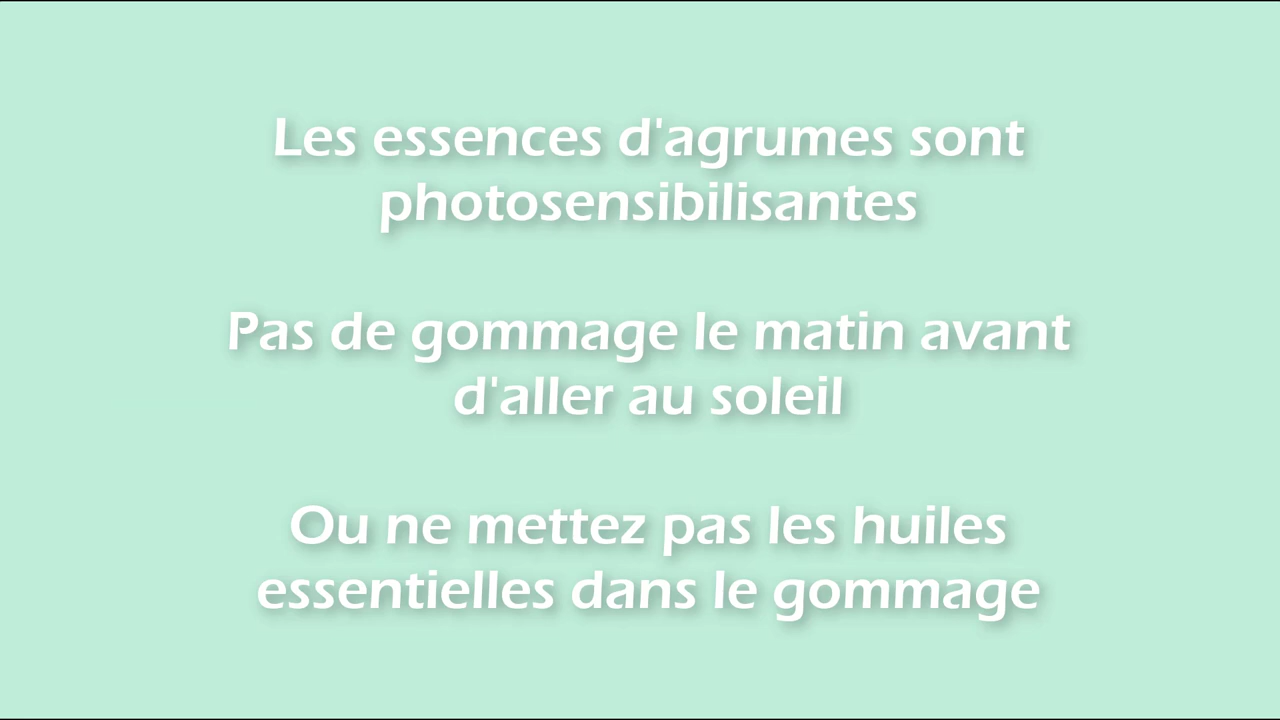 Les essences d'agrumes sont
photosensibilisantes
Pas de gommage le matin avant
d'aller au soleil
Ou ne mettez pas les huiles
essentielles dans le gommage